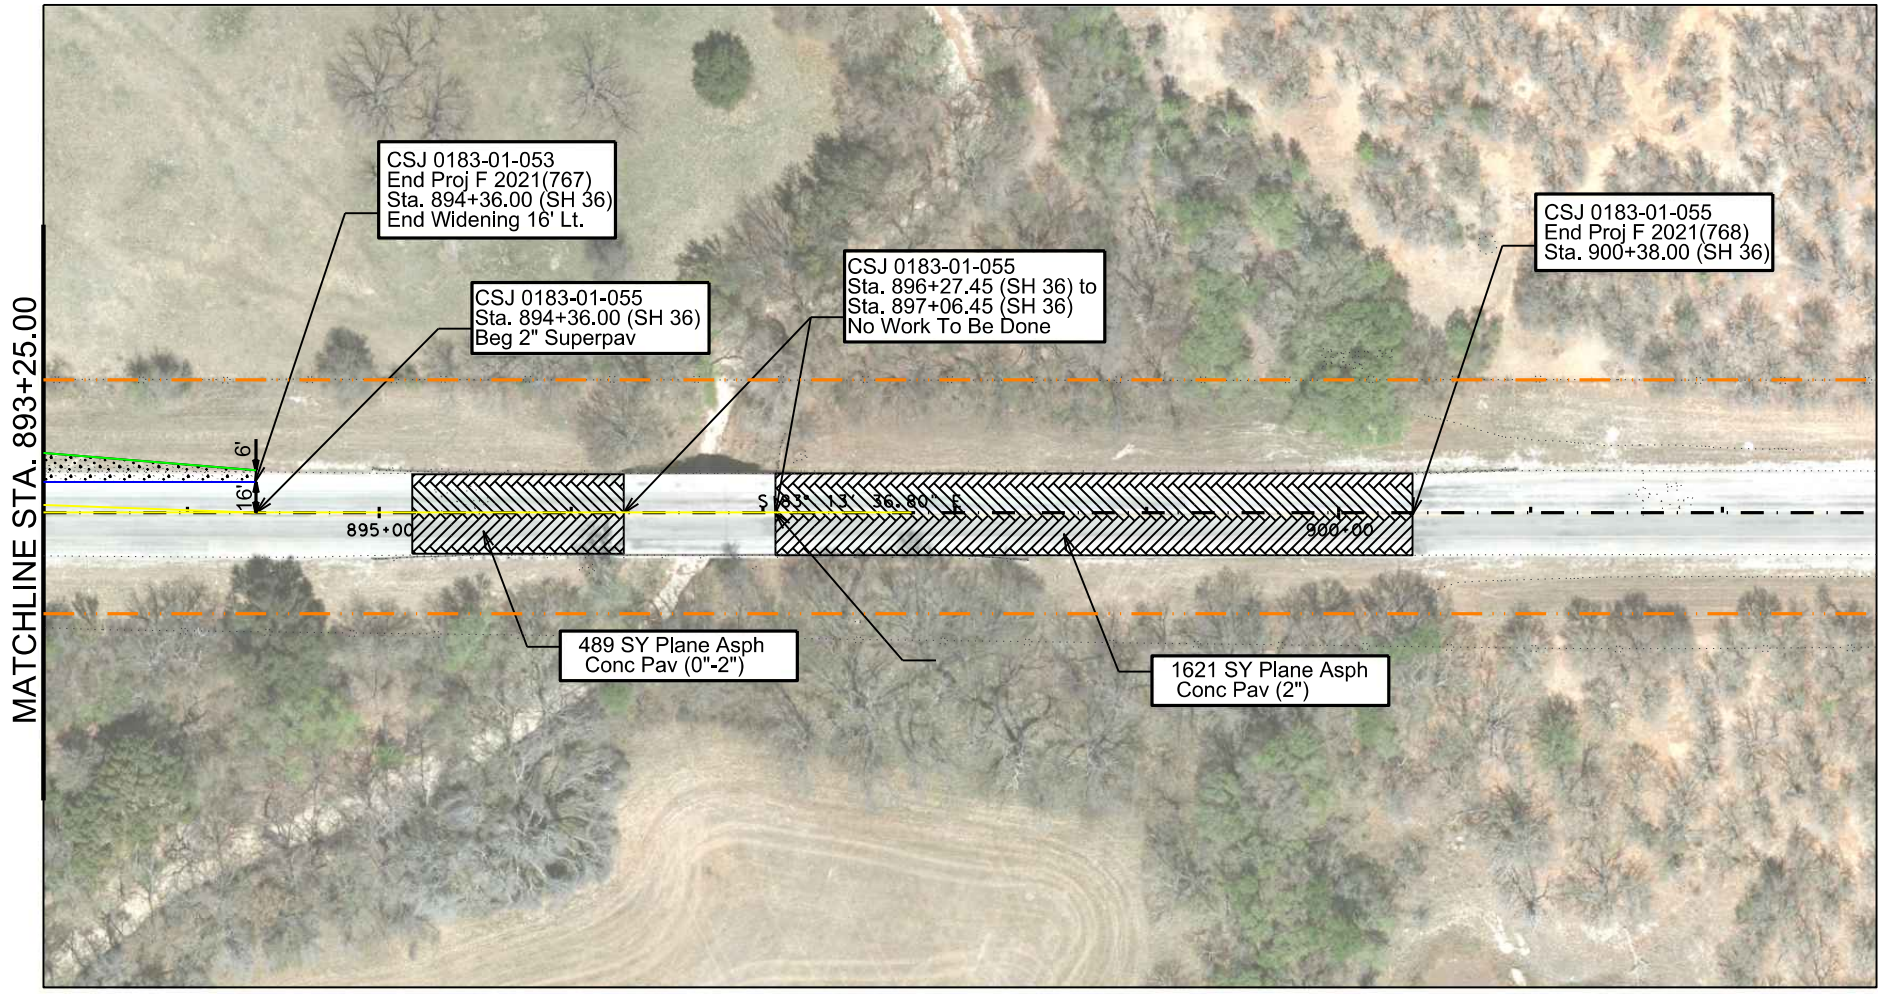 MATCHLINE STA. 893+25.00
CSJ 0183-01-053
End Proj F 2021(767)
Sta. 894+36.00 (SH 36)
End Widening 16' Lt.
CSJ 0183-01-055
End Proj F 2021(768)
Sta. 900+38.00 (SH 36)
CSJ 0183-01-055
Sta. 896+27.45 (SH 36) to
Sta. 897+06.45 (SH 36)
No Work To Be Done
CSJ 0183-01-055
Sta. 894+36.00 (SH 36)
Beg 2" Superpav
6'
16'
S 83° 13' 36.80" E
895+00
900+00
489 SY Plane Asph
Conc Pav (0"-2")
1621 SY Plane Asph
Conc Pav (2")